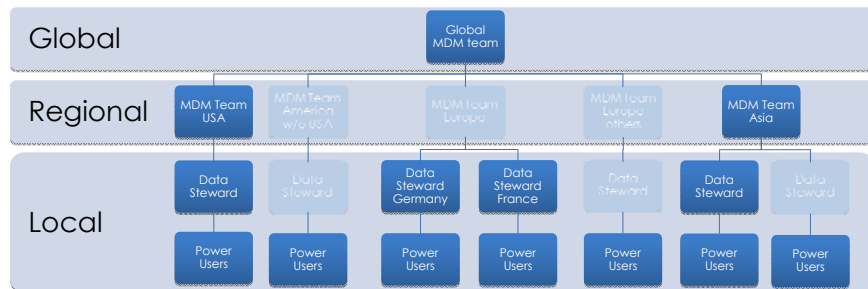 Global
Global
MDM team
Regional
MDM Team
USA
MDM Team
America
w/o USA
MDM Team
Europe
MDM Team
Europe
others
MDM Team
Asia
Local
Data
Steward
Data
Steward
Data
Steward
Germany
Data
Steward
France
Data
Steward
Data
Steward
Data
Steward
Power
Users
Power
Users
Power
Users
Power
Users
Power
Users
Power
Users
Power
Users